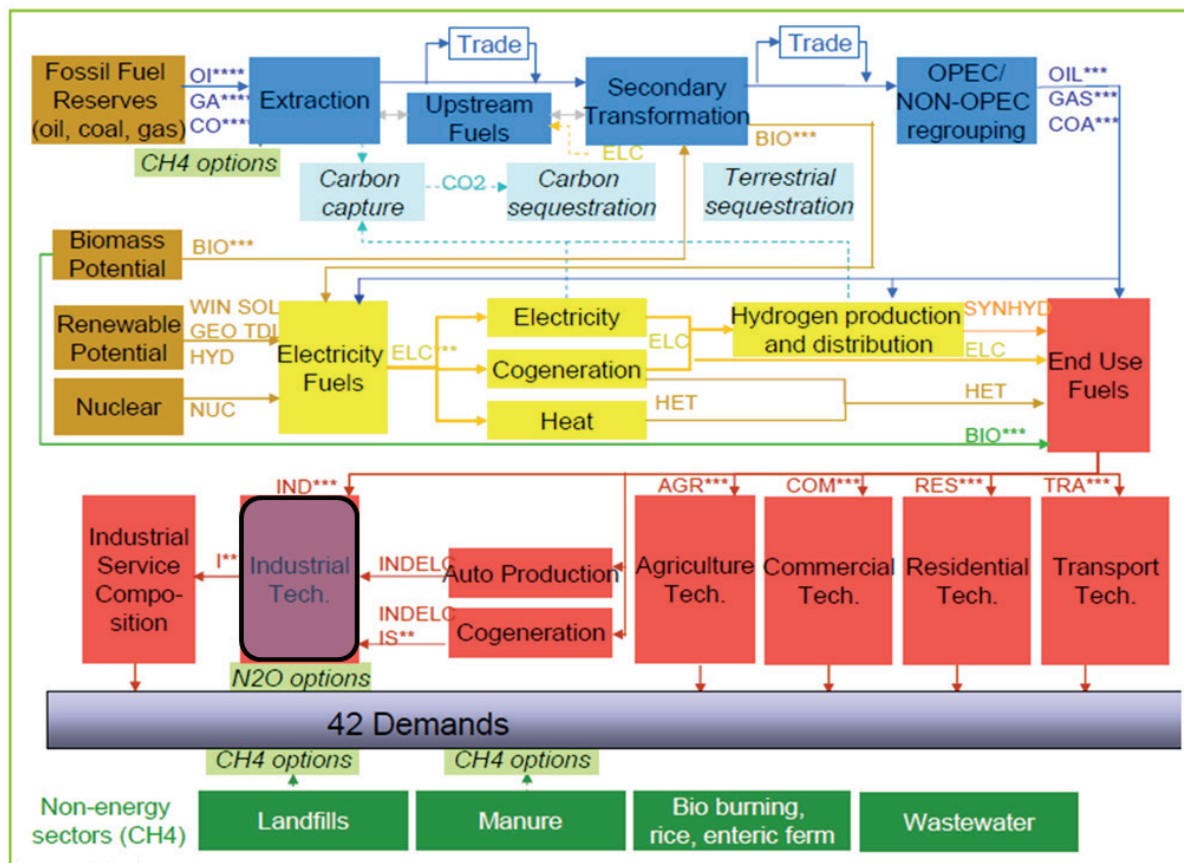 Trade
Trade
Fossil Fuel
Reserves
(oil, coal, gas)
OI****
GA****
CO****
Extraction
Upstream
Fuels
Secondary
Transformation
OPEC/
NON-OPEC
regrouping
OIL***
GAS***
COA***
BIO***
ELC
CH4 options
Carbon
capture
CO2
Carbon
sequestration
Terrestrial
sequestration
Biomass
Potential
BIO***
Renewable
Potential
WIN SOL
GEO TDL
HYD
Nuclear
NUC
Electricity
Fuels
ELC***
Electricity
Cogeneration
Heat
ELC
HET
Hydrogen production
and distribution
SYNHYD
ELC
HET
BIO***
End Use
Fuels
IND***
AGR***
COM***
RES***
TRA***
Industrial
Service
Compo-
sition
I**
Industrial
Tech.
INDELC
Auto Production
INDELC
IS**
Cogeneration
Agriculture
Tech.
Commercial
Tech.
Residential
Tech.
Transport
Tech.
N2O options
42 Demands
CH4 options
CH4 options
Non-energy
sectors (CH4)
Landfills
Manure
Bio burning,
rice, enteric ferm
Wastewater